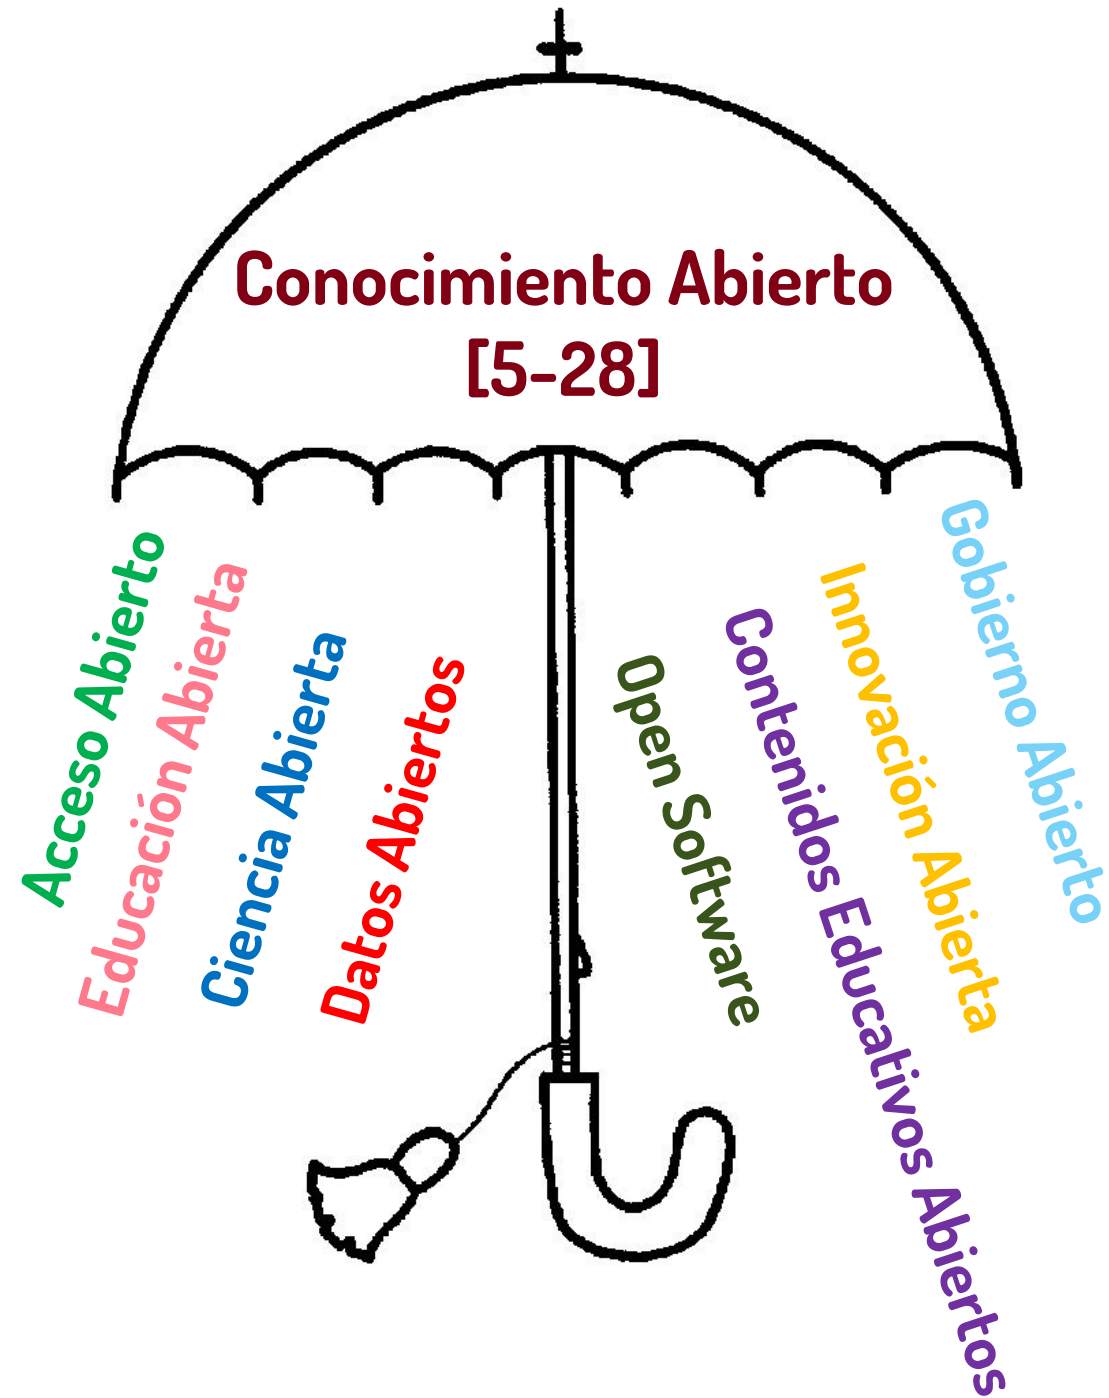 Conocimiento Abierto
[5-28]
Acceso Abierto
Educación Abierta
Ciencia Abierta
Datos Abiertos
Open Software
Contenidos Educativos Abiertos
Innovación Abierta
Gobierno Abierto